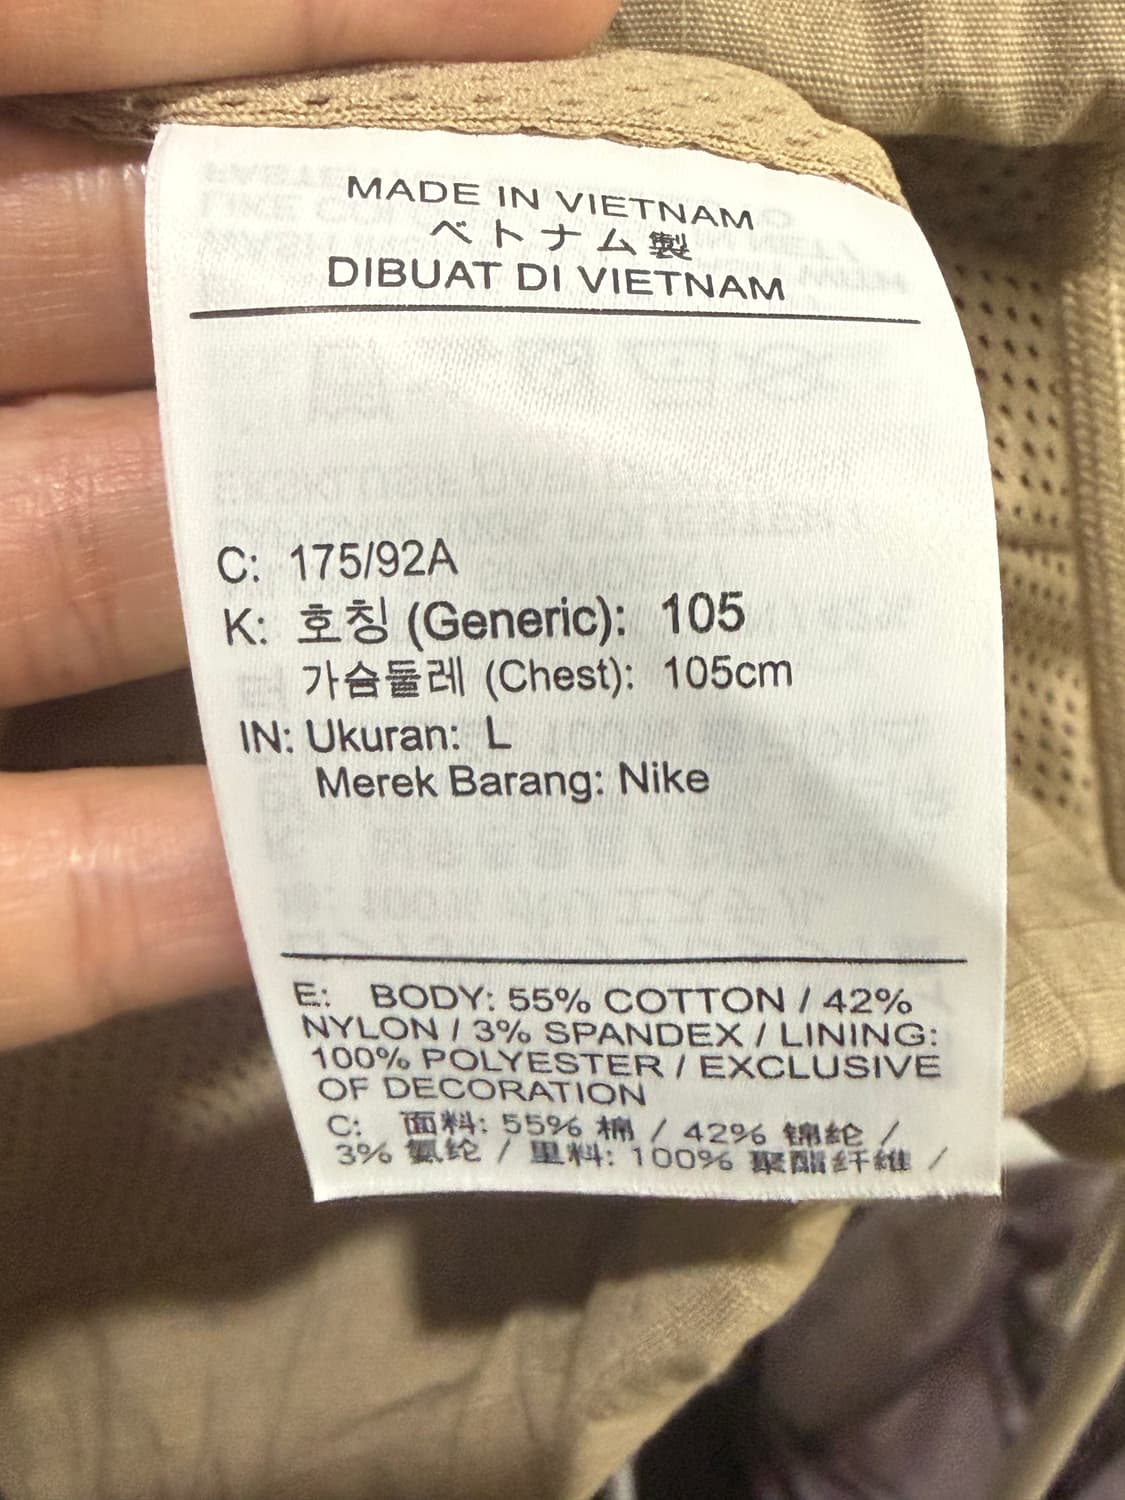 MADE IN VIETNAM
ベトナム製
DIBUAT DI VIETNAM
C: 175/92A
K: 호칭 (Generic): 105
가슴둘레 (Chest): 105cm
IN: Ukuran: L
Merek Barang: Nike
E: BODY: 55% COTTON / 42%
NYLON / 3% SPANDEX / LINING:
100% POLYESTER / EXCLUSIVE
OF DECORATION
C: 面料: 55% 棉 / 42% 锦纶 /
3% 氨纶 / 里料: 100% 聚酯纤维 /